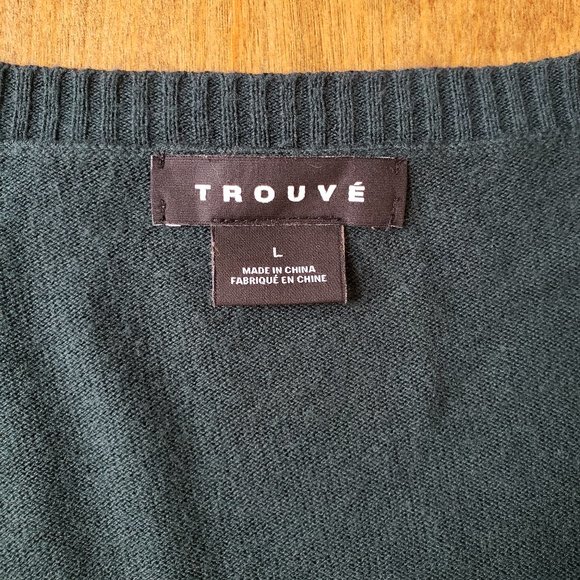 TROUVÉ
L
MADE IN CHINA
FABRIQUÉ EN CHINE